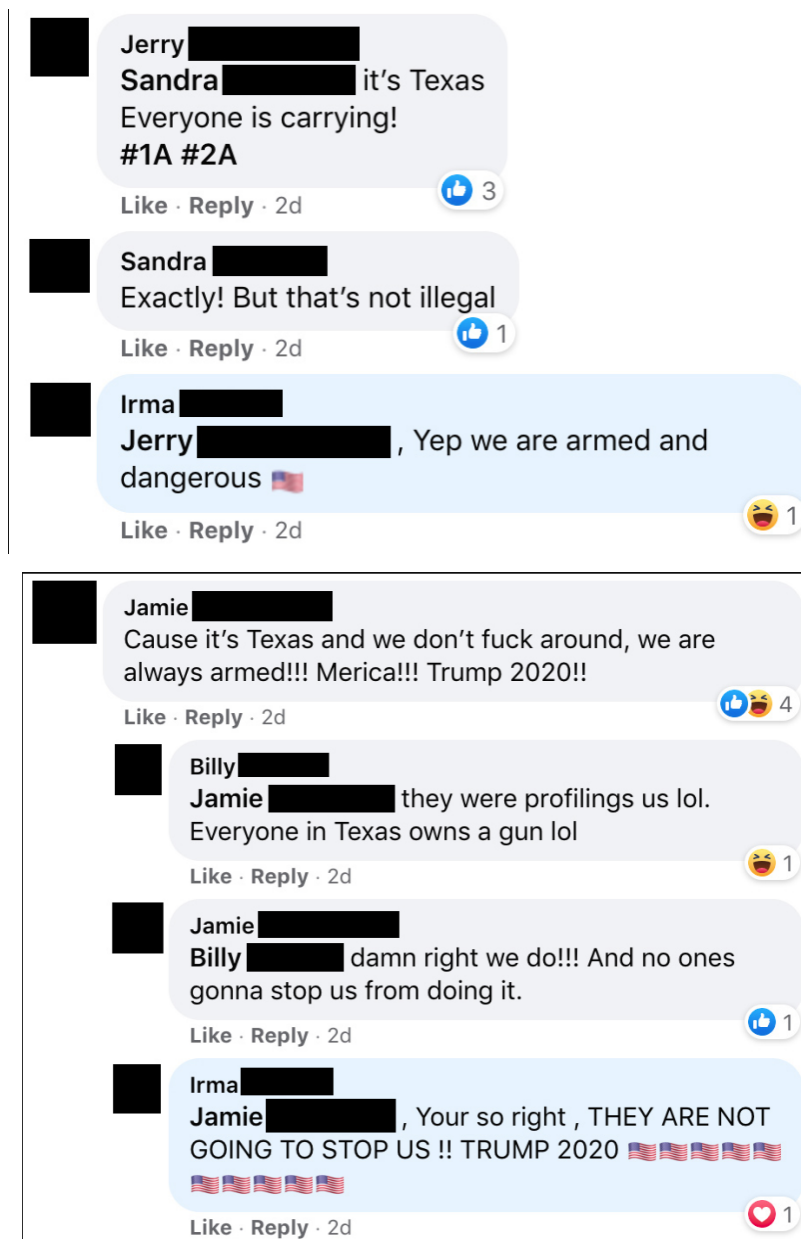 Jerry
Sandra it's Texas
Everyone is carrying!
#1A #2A
3
Like · Reply · 2d
Sandra
Exactly! But that's not illegal
1
Like · Reply · 2d
Irma
Jerry , Yep we are armed and
dangerous 🇺🇸
1
Like · Reply · 2d
Jamie
Cause it's Texas and we don't fuck around, we are
always armed!!! Merica!!! Trump 2020!!
4
Like · Reply · 2d
Billy
Jamie they were profilings us lol.
Everyone in Texas owns a gun lol
1
Like · Reply · 2d
Jamie
Billy damn right we do!!! And no ones
gonna stop us from doing it.
1
Like · Reply · 2d
Irma
Jamie , Your so right , THEY ARE NOT
GOING TO STOP US !! TRUMP 2020 🇺🇸🇺🇸🇺🇸🇺🇸🇺🇸
🇺🇸🇺🇸🇺🇸🇺🇸🇺🇸
1
Like · Reply · 2d